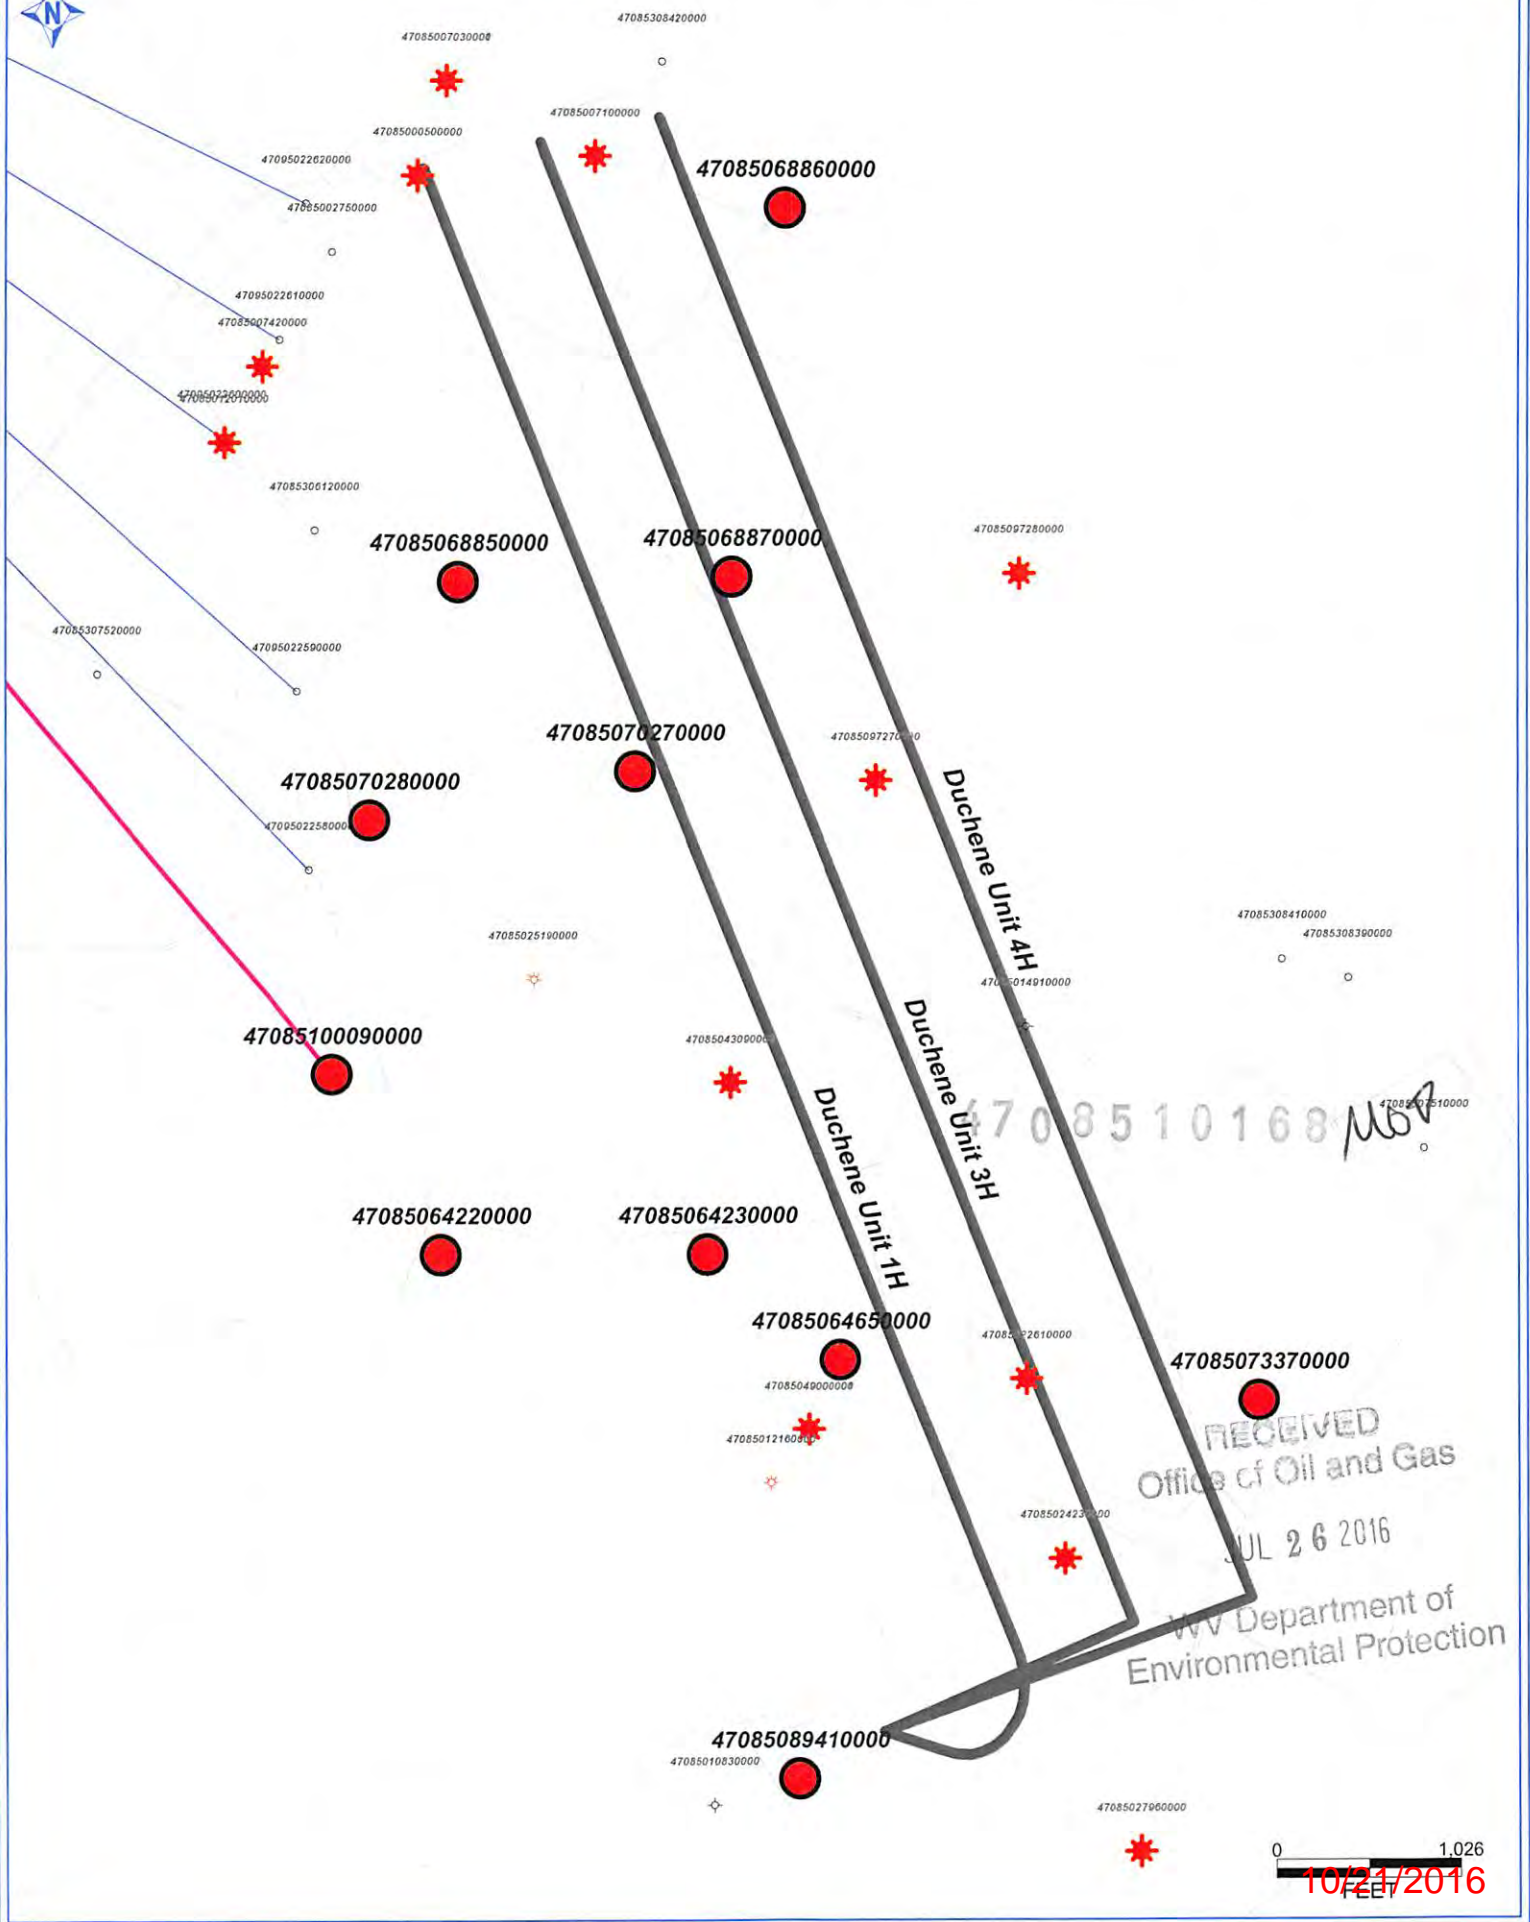 N
47085308420000
47085007030000
47085007100000
47085000500000
47095022620000
47085068860000
47085002750000
47095022610000
47085007420000
47085306120000
47085068850000
47085068870000
47085097280000
47085307520000
47095022590000
47085070270000
Duchene Unit 4H
47085070280000
47085308410000
47085308390000
47085025190000
Duchene Unit 3H
47085100090000
Duchene Unit 1H
4708510168 MOD
47085064220000
47085064230000
47085064650000
47085073370000
RECEIVED
Office of Oil and Gas
JUL 26 2016
WV Department of
Environmental Protection
47085089410000
47085010830000
47085027960000
0 1,026
FEET
10/21/2016